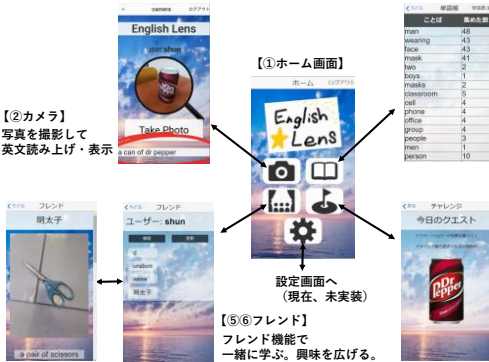 camera
ログアウト
English Lens
user:shun
Take Photo
a can of dr pepper
【②カメラ】
写真を撮影して
英文読み上げ・表示
【①ホーム画面】
ホーム
ログアウト
English
Lens
単語帳
ことば
集めた数
man 48
wearing 43
face 43
mask 41
two 2
boys 1
masks 2
classroom 5
cell 4
phone 4
office 4
group 4
people 3
men 1
person 10
フレンド
明太子
a pair of scissors
フレンド
ユーザー: shun
d
unabon
明太子
設定画面へ
(現在、未実装)
【⑤⑥フレンド】
フレンド機能で
一緒に学ぶ。興味を広げる。
チャレンジ
今日のクエスト
Dr Pepper